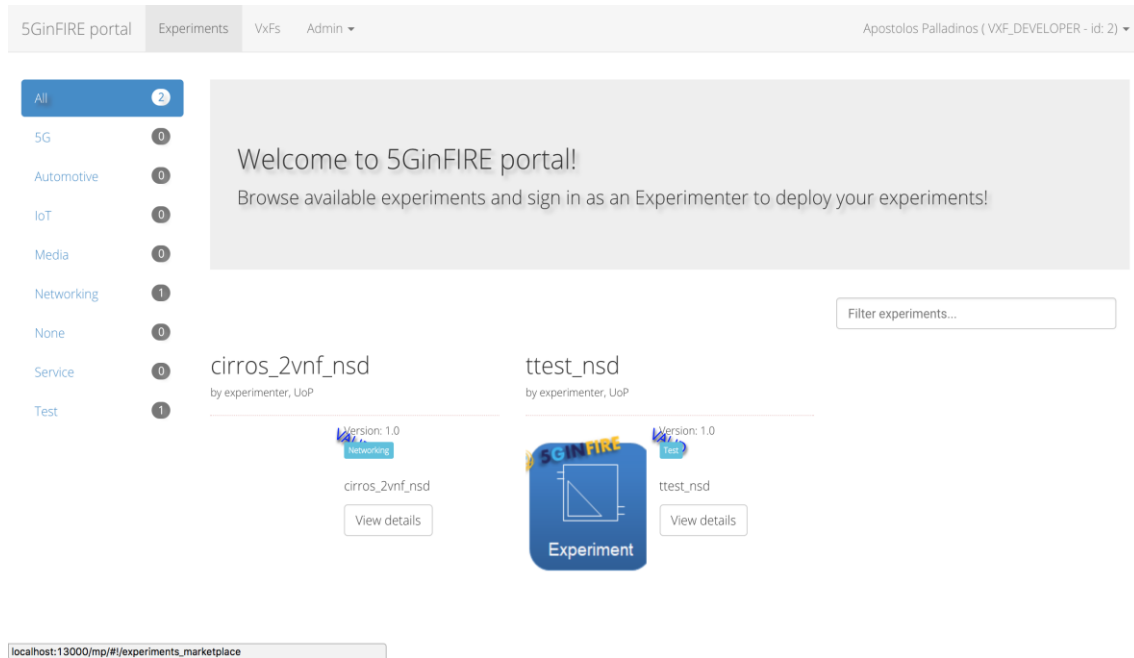 5GinFIRE portal Experiments VxFs Admin Apostolos Palladinos ( VXF_DEVELOPER - id: 2)
All 2
5G 0
Automotive 0
IoT 0
Media 0
Networking 1
None 0
Service 0
Test 1
Welcome to 5GinFIRE portal!
Browse available experiments and sign in as an Experimenter to deploy your experiments!
Filter experiments...
cirros_2vnf_nsd
by experimenter, UoP
Version: 1.0
VALID
Networking
cirros_2vnf_nsd
View details
ttest_nsd
by experimenter, UoP
5GINFIRE
Experiment
Version: 1.0
VALID
Test
ttest_nsd
View details
localhost:13000/mp/#!/experiments_marketplace